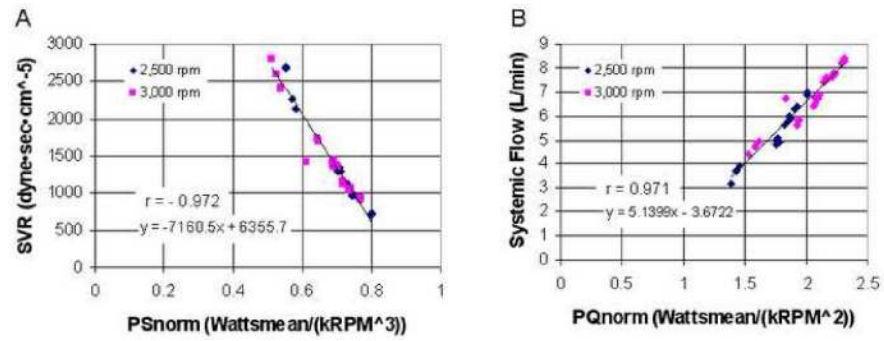 A
SVR (dyne•sec•cm^-5)
3000
2500
2000
1500
1000
500
0
2,500 rpm
3,000 rpm
r = - 0.972
y = -7160.5x + 6355.7
0 0.2 0.4 0.6 0.8 1
PSnorm (Wattsmean/(kRPM^3))
B
Systemic Flow (L/min)
9
8
7
6
5
4
3
2
1
0
2,500 rpm
3,000 rpm
r = 0.971
y = 5.1399x - 3.6722
0 0.5 1 1.5 2 2.5
PQnorm (Wattsmean/(kRPM^2))